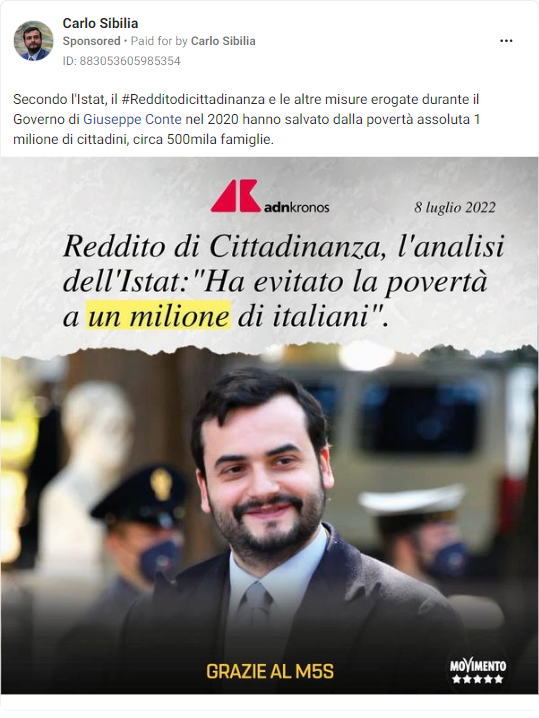 Carlo Sibilia
Sponsored • Paid for by Carlo Sibilia
ID: 883053605985354
Secondo l'Istat, il #Redditodicittadinanza e le altre misure erogate durante il
Governo di Giuseppe Conte nel 2020 hanno salvato dalla povertà assoluta 1
milione di cittadini, circa 500mila famiglie.
adnkronos
8 luglio 2022
Reddito di Cittadinanza, l'analisi
dell'Istat:"Ha evitato la povertà
a un milione di italiani".
GRAZIE AL M5S
MOVIMENTO